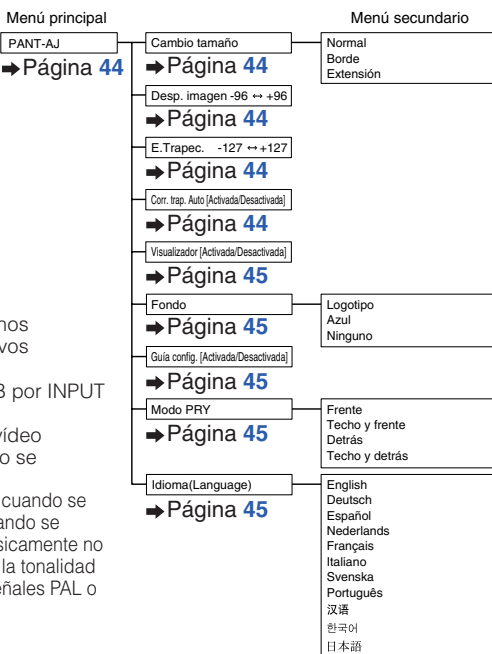 Menú principal
Menú secundario
PANT-AJ
➡Página 44
Cambio tamaño
➡Página 44
Normal
Borde
Extensión
Desp. imagen -96 ↔ +96
➡Página 44
E.Trapec. -127 ↔ +127
➡Página 44
Corr. trap. Auto [Activada/Desactivada]
➡Página 44
Visualizador [Activada/Desactivada]
➡Página 45
Fondo
➡Página 45
Logotipo
Azul
Ninguno
Guía config. [Activada/Desactivada]
➡Página 45
Modo PRY
➡Página 45
Frente
Techo y frente
Detrás
Techo y detrás
Idioma(Language)
➡Página 45
English
Deutsch
Español
Nederlands
Français
Italiano
Svenska
Português
汉语
한국어
日本語
nos
vos
3 por INPUT
vídeo
o se
cuando se
ando se
sicamente no
la tonalidad
eñales PAL o